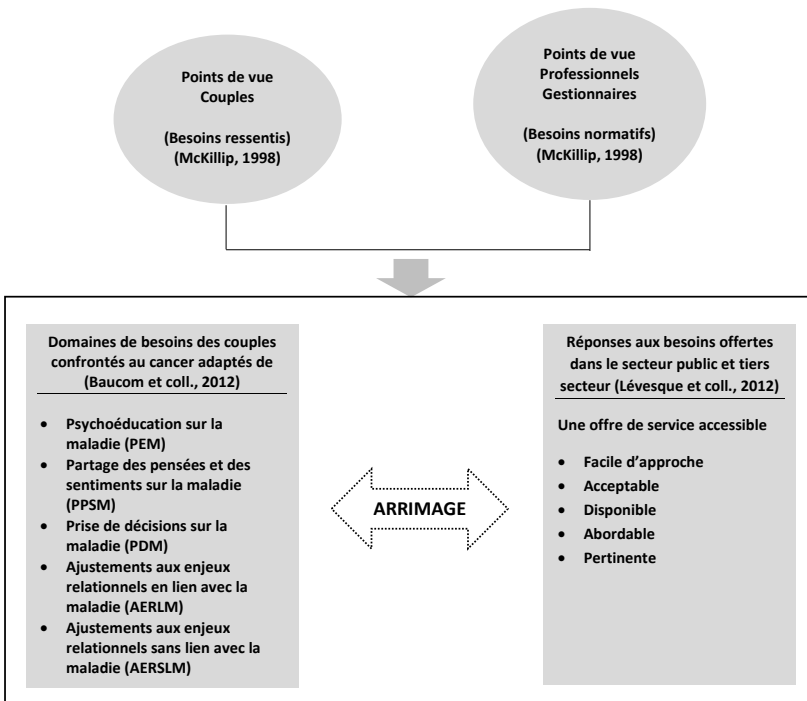 Points de vue
Couples
(Besoins ressentis)
(McKillip, 1998)
Points de vue
Professionnels
Gestionnaires
(Besoins normatifs)
(McKillip, 1998)
Domaines de besoins des couples
confrontés au cancer adaptés de
(Baucom et coll., 2012)
• Psychoéducation sur la
maladie (PEM)
• Partage des pensées et des
sentiments sur la maladie
(PPSM)
• Prise de décisions sur la
maladie (PDM)
• Ajustements aux enjeux
relationnels en lien avec la
maladie (AERLM)
• Ajustements aux enjeux
relationnels sans lien avec la
maladie (AERSLM)
ARRIMAGE
Réponses aux besoins offertes
dans le secteur public et tiers
secteur (Lévesque et coll., 2012)
Une offre de service accessible
• Facile d’approche
• Acceptable
• Disponible
• Abordable
• Pertinente